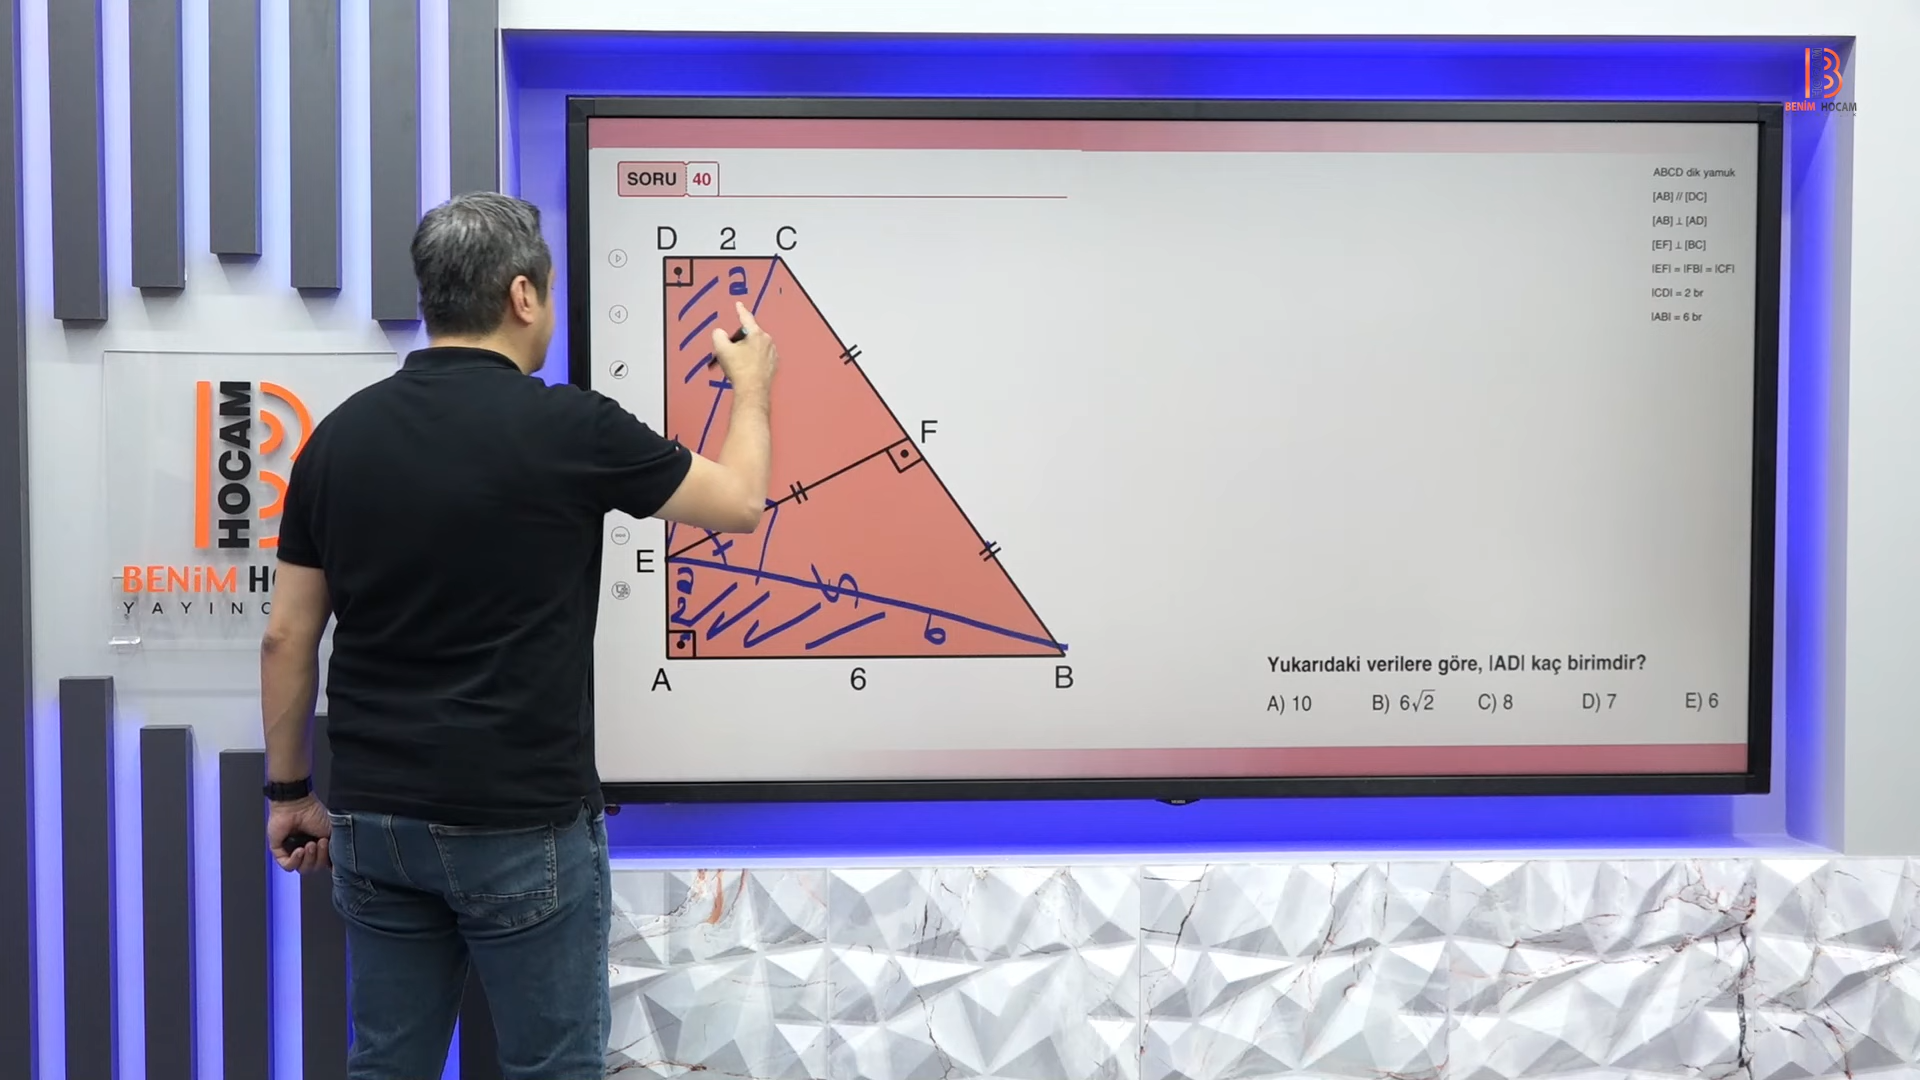 BENİM HOCAM
SORU 40
ABCD dik yamuk
[AB] // [DC]
[AB] ⊥ [AD]
[EF] ⊥ [BC]
|EF| = |FB| = |CF|
|CD| = 2 br
|AB| = 6 br
D 2 C
a
F
E
a
2
b
A 6 B
Yukarıdaki verilere göre, |AD| kaç birimdir?
A) 10 B) 6√2 C) 8 D) 7 E) 6
HOCAM
BENİM H
YAYINC